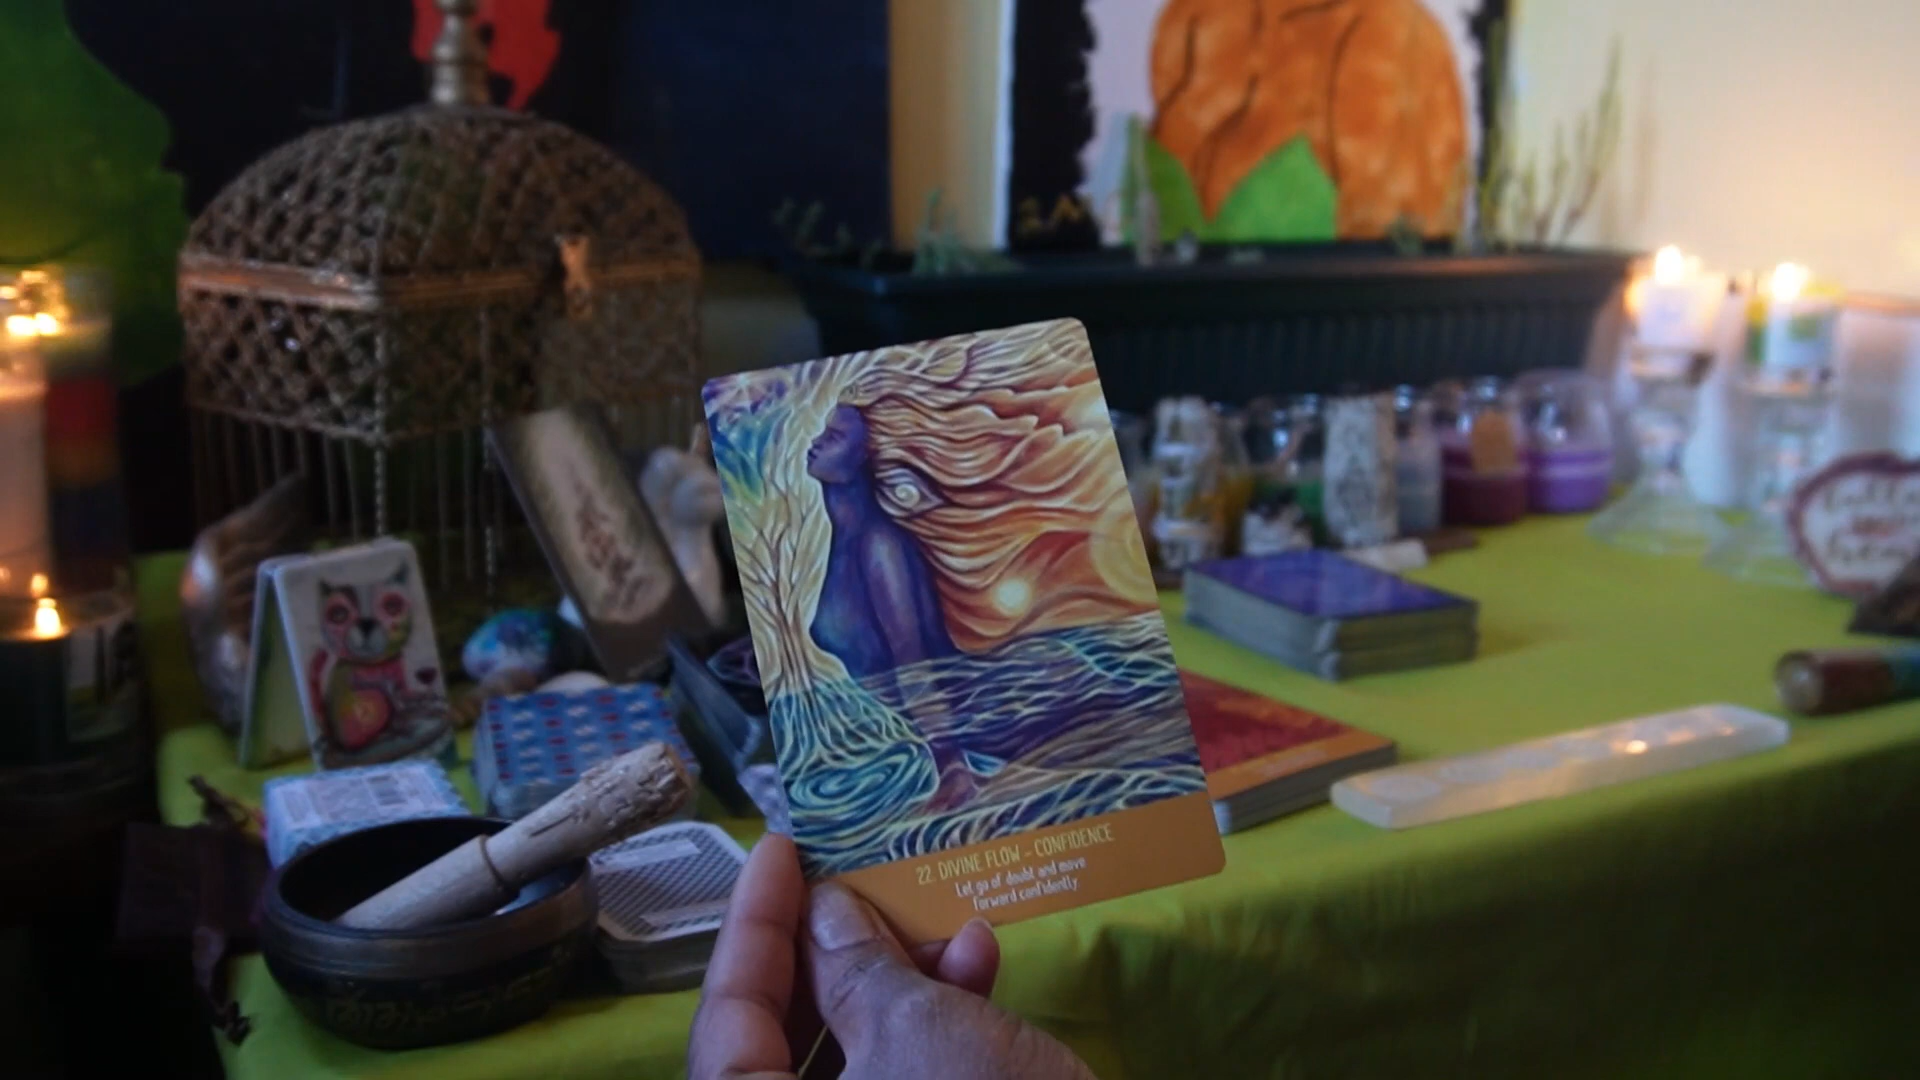 22. DIVINE FLOW - CONFIDENCE
Let go of doubt and move
forward confidently